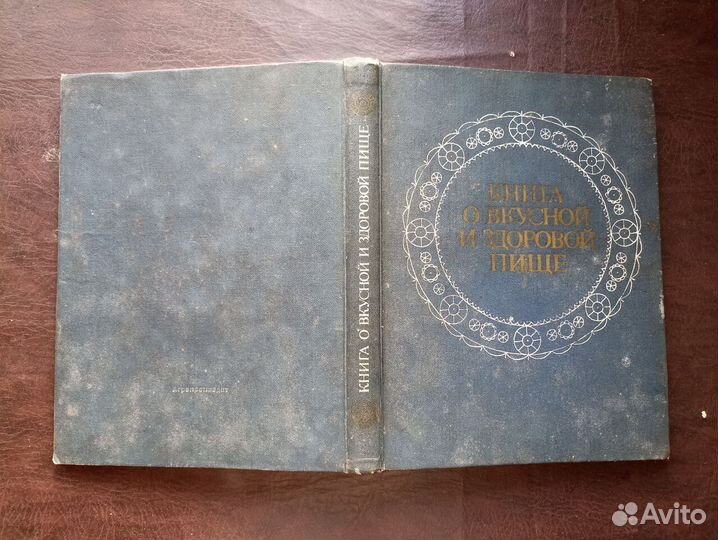 КНИГА О ВКУСНОЙ И ЗДОРОВОЙ ПИЩЕ
КНИГА
О ВКУСНОЙ
И ЗДОРОВОЙ
ПИЩЕ
Avito